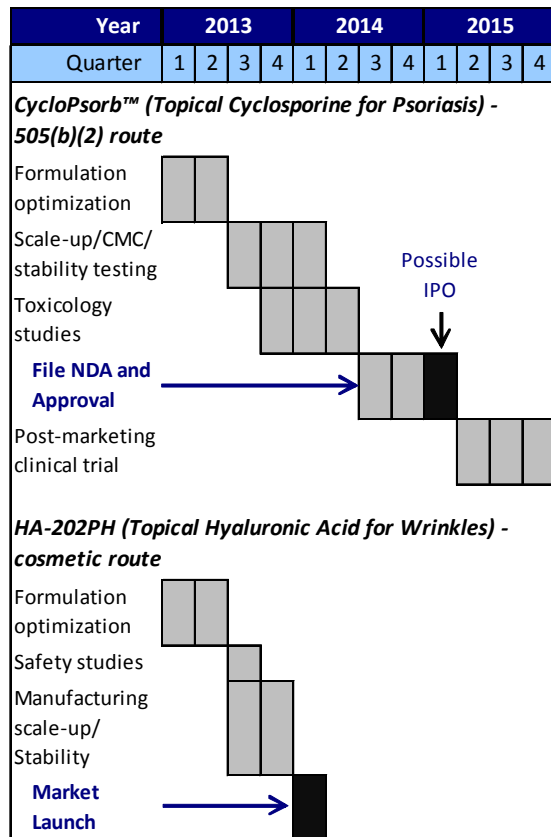 Year 2013 2014 2015
Quarter 1 2 3 4 1 2 3 4 1 2 3 4
CycloPsorb™ (Topical Cyclosporine for Psoriasis) -
505(b)(2) route
Formulation
optimization
Scale-up/CMC/
stability testing
Possible
IPO
Toxicology
studies
File NDA and
Approval
Post-marketing
clinical trial
HA-202PH (Topical Hyaluronic Acid for Wrinkles) -
cosmetic route
Formulation
optimization
Safety studies
Manufacturing
scale-up/
Stability
Market
Launch